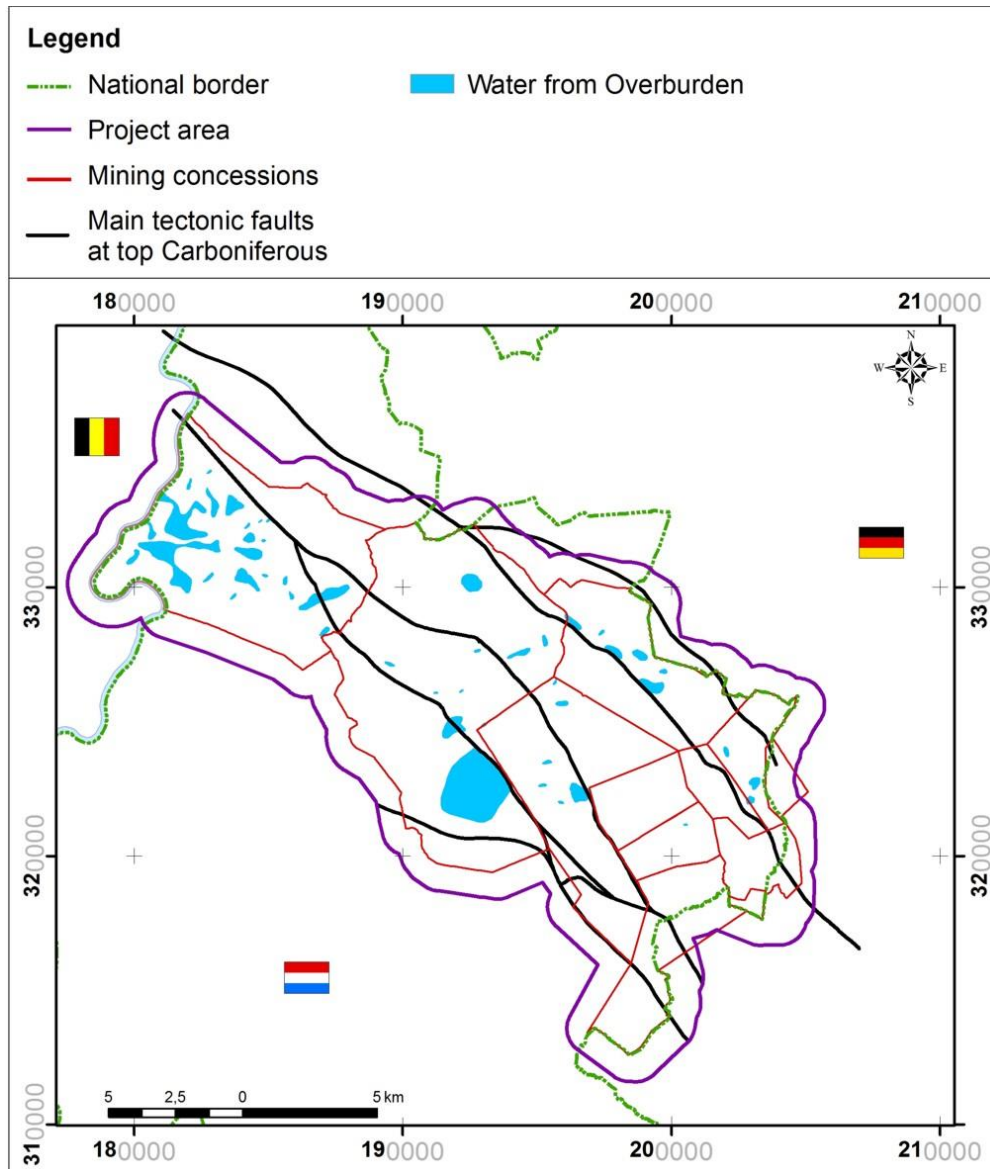 Legend
National border
Water from Overburden
Project area
Mining concessions
Main tectonic faults
at top Carboniferous
180000 190000 200000 210000
N
W E
S
330000 330000
320000 320000
5 2,5 0 5 km
310000 310000
180000 190000 200000 210000